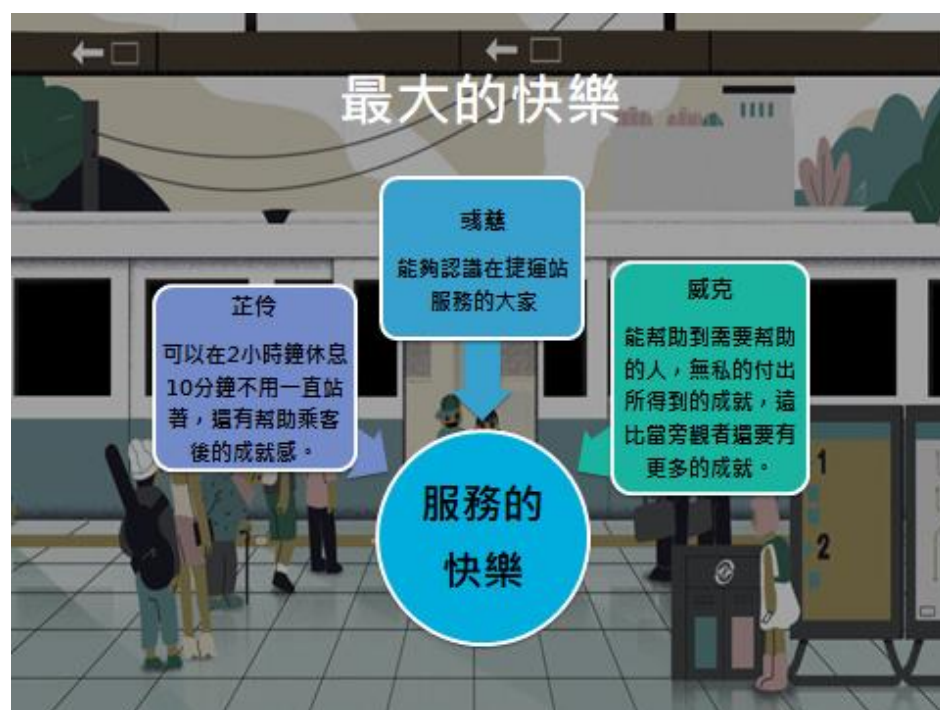 最大的快樂
彧慈
能夠認識在捷運站
服務的大家
芷伶
可以在2小時鐘休息
10分鐘不用一直站
著，還有幫助乘客
後的成就感。
威克
能幫助到需要幫助
的人，無私的付出
所得到的成就，遠
比當旁觀者還要有
更多的成就。
服務的
快樂
1
2